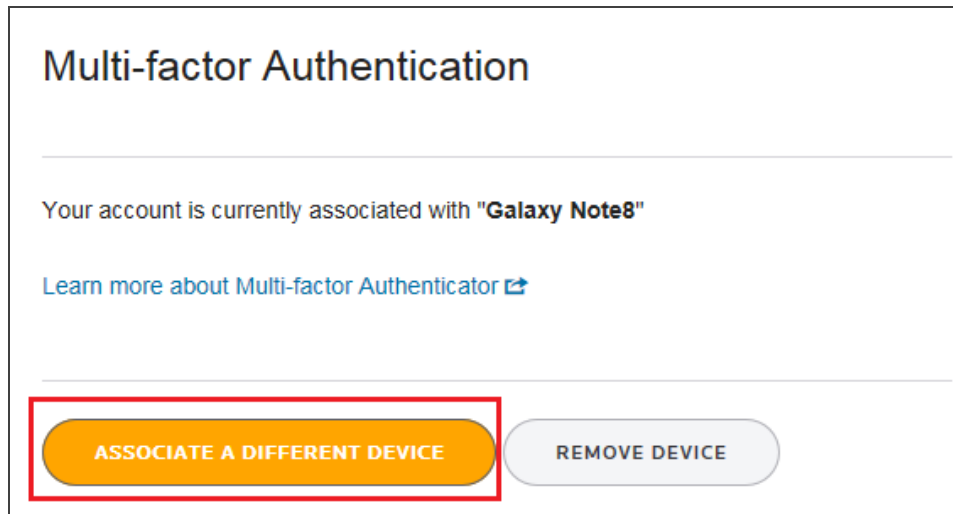 Multi-factor Authentication
Your account is currently associated with "Galaxy Note8"
Learn more about Multi-factor Authenticator
ASSOCIATE A DIFFERENT DEVICE
REMOVE DEVICE